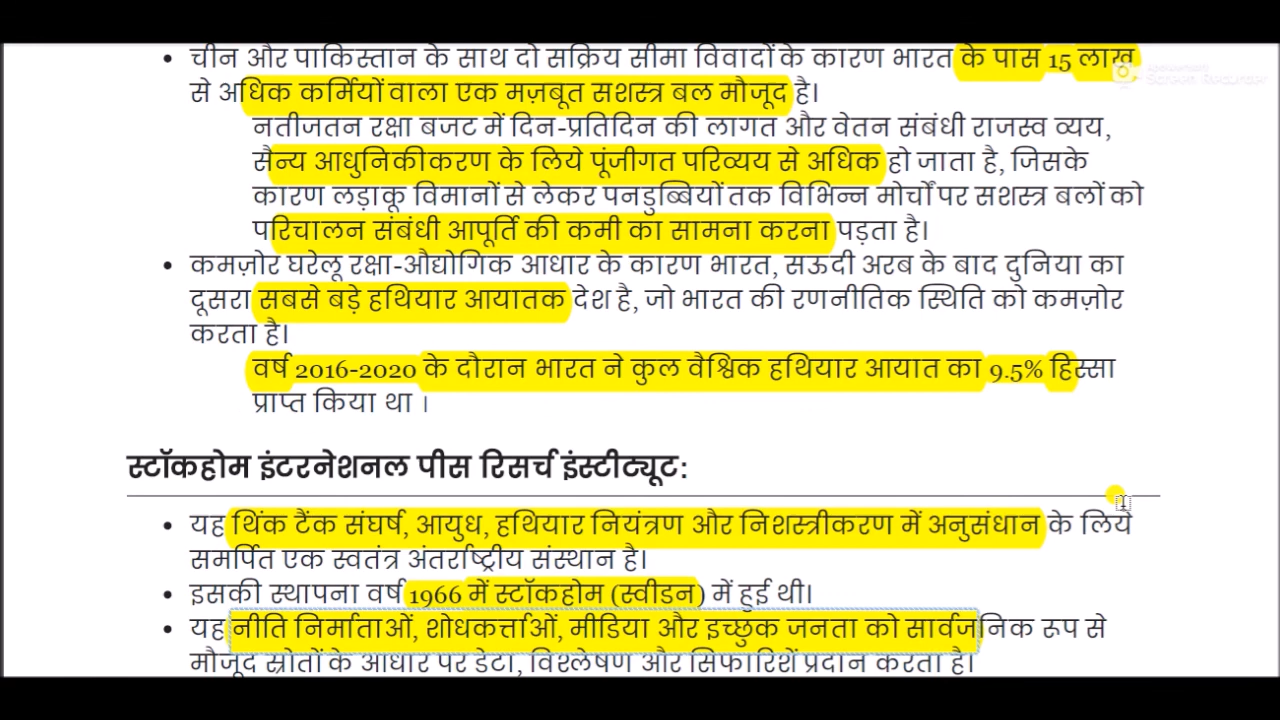 चीन और पाकिस्तान के साथ दो सक्रिय सीमा विवादों के कारण भारत के पास 15 लाख
से अधिक कर्मियों वाला एक मज़बूत सशस्त्र बल मौजूद है।
नतीजतन रक्षा बजट में दिन-प्रतिदिन की लागत और वेतन संबंधी राजस्व व्यय,
सैन्य आधुनिकीकरण के लिये पूंजीगत परिव्यय से अधिक हो जाता है, जिसके
कारण लड़ाकू विमानों से लेकर पनडुब्बियों तक विभिन्न मोर्चों पर सशस्त्र बलों को
परिचालन संबंधी आपूर्ति की कमी का सामना करना पड़ता है।
कमज़ोर घरेलू रक्षा-औद्योगिक आधार के कारण भारत, सऊदी अरब के बाद दुनिया का
दूसरा सबसे बड़े हथियार आयातक देश है, जो भारत की रणनीतिक स्थिति को कमज़ोर
करता है।
वर्ष 2016-2020 के दौरान भारत ने कुल वैश्विक हथियार आयात का 9.5% हिस्सा
प्राप्त किया था ।
स्टॉकहोम इंटरनेशनल पीस रिसर्च इंस्टीट्यूट:
यह थिंक टैंक संघर्ष, आयुध, हथियार नियंत्रण और निशस्त्रीकरण में अनुसंधान के लिये
समर्पित एक स्वतंत्र अंतर्राष्ट्रीय संस्थान है।
इसकी स्थापना वर्ष 1966 में स्टॉकहोम (स्वीडन) में हुई थी।
यह नीति निर्माताओं, शोधकर्त्ताओं, मीडिया और इच्छुक जनता को सार्वजनिक रूप से
मौजूद स्रोतों के आधार पर डेटा, विश्लेषण और सिफारिशें प्रदान करता है।